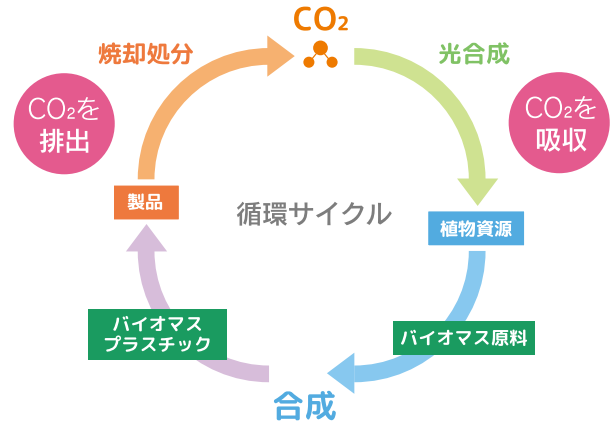 CO₂
焼却処分
光合成
CO₂を
排出
CO₂を
吸収
製品
循環サイクル
植物資源
バイオマス
プラスチック
バイオマス原料
合成